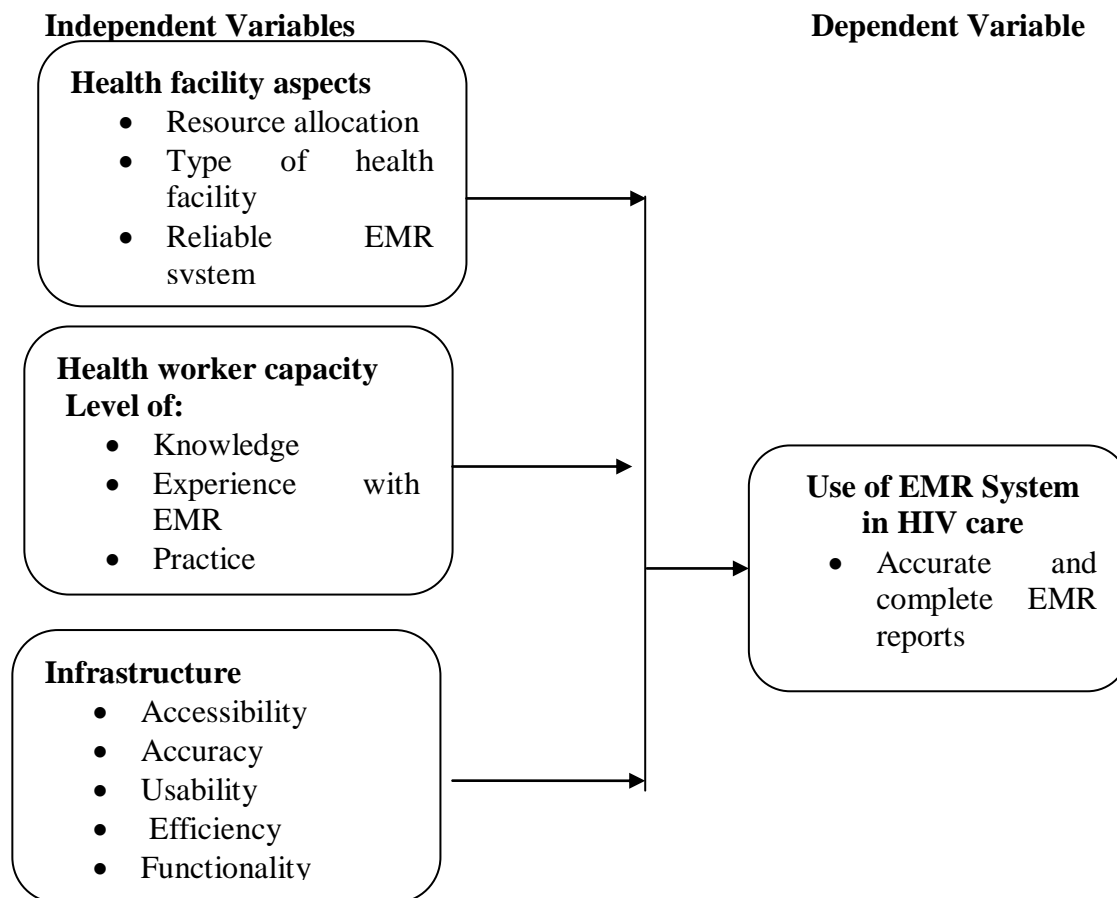 Independent Variables
Dependent Variable
Health facility aspects
• Resource allocation
• Type of health
facility
• Reliable EMR
system
Health worker capacity
Level of:
• Knowledge
• Experience with
EMR
• Practice
Infrastructure
• Accessibility
• Accuracy
• Usability
• Efficiency
• Functionality
Use of EMR System
in HIV care
• Accurate and
complete EMR
reports